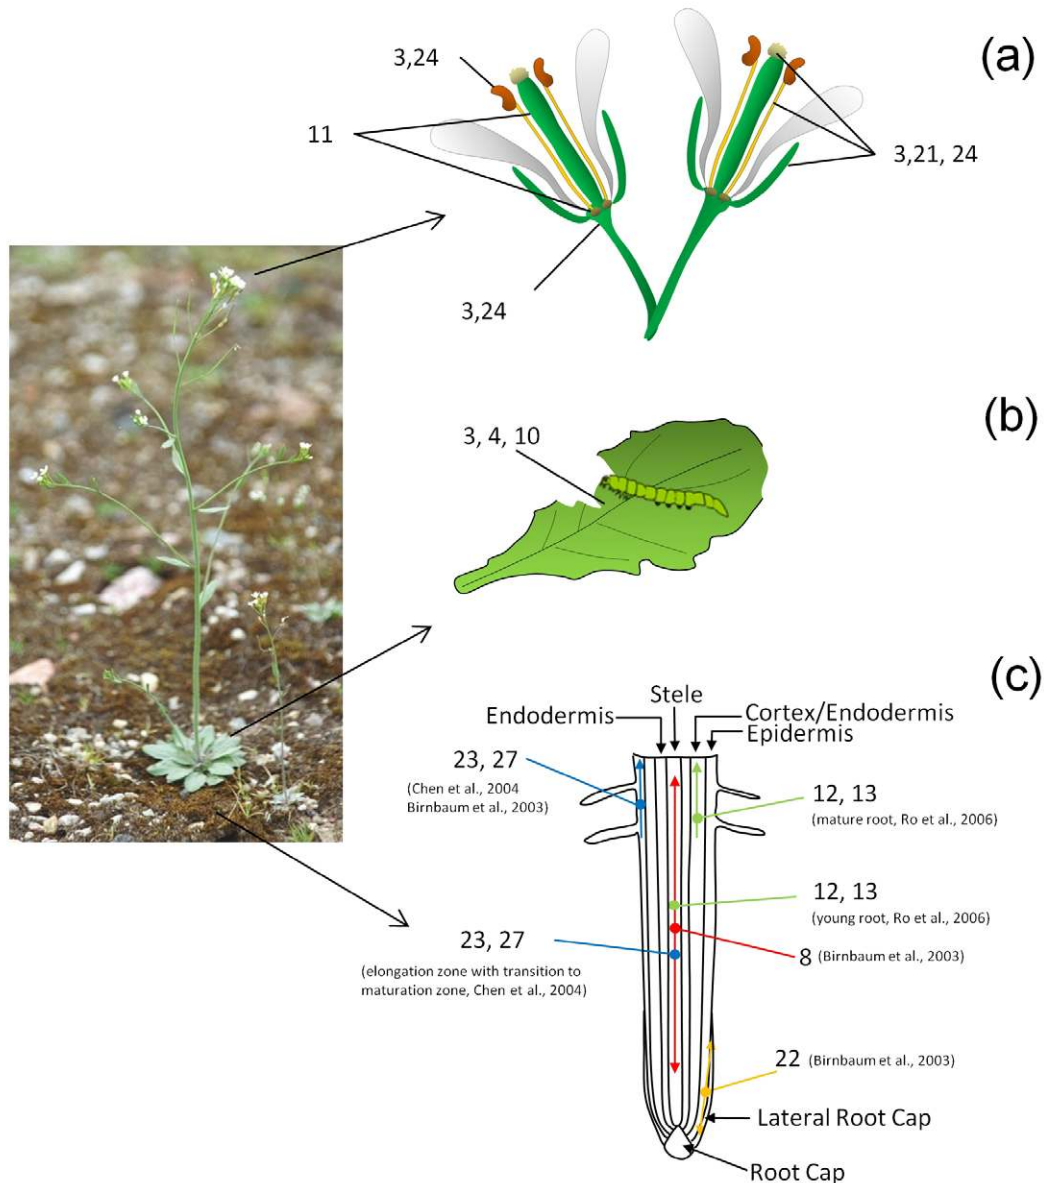 (a)
3,24
11
3,21, 24
3,24
(b)
3, 4, 10
(c)
Stele
Endodermis
Cortex/Endodermis
Epidermis
23, 27
(Chen et al., 2004
Birnbaum et al., 2003)
12, 13
(mature root, Ro et al., 2006)
12, 13
(young root, Ro et al., 2006)
23, 27
(elongation zone with transition to
maturation zone, Chen et al., 2004)
8 (Birnbaum et al., 2003)
22 (Birnbaum et al., 2003)
Lateral Root Cap
Root Cap